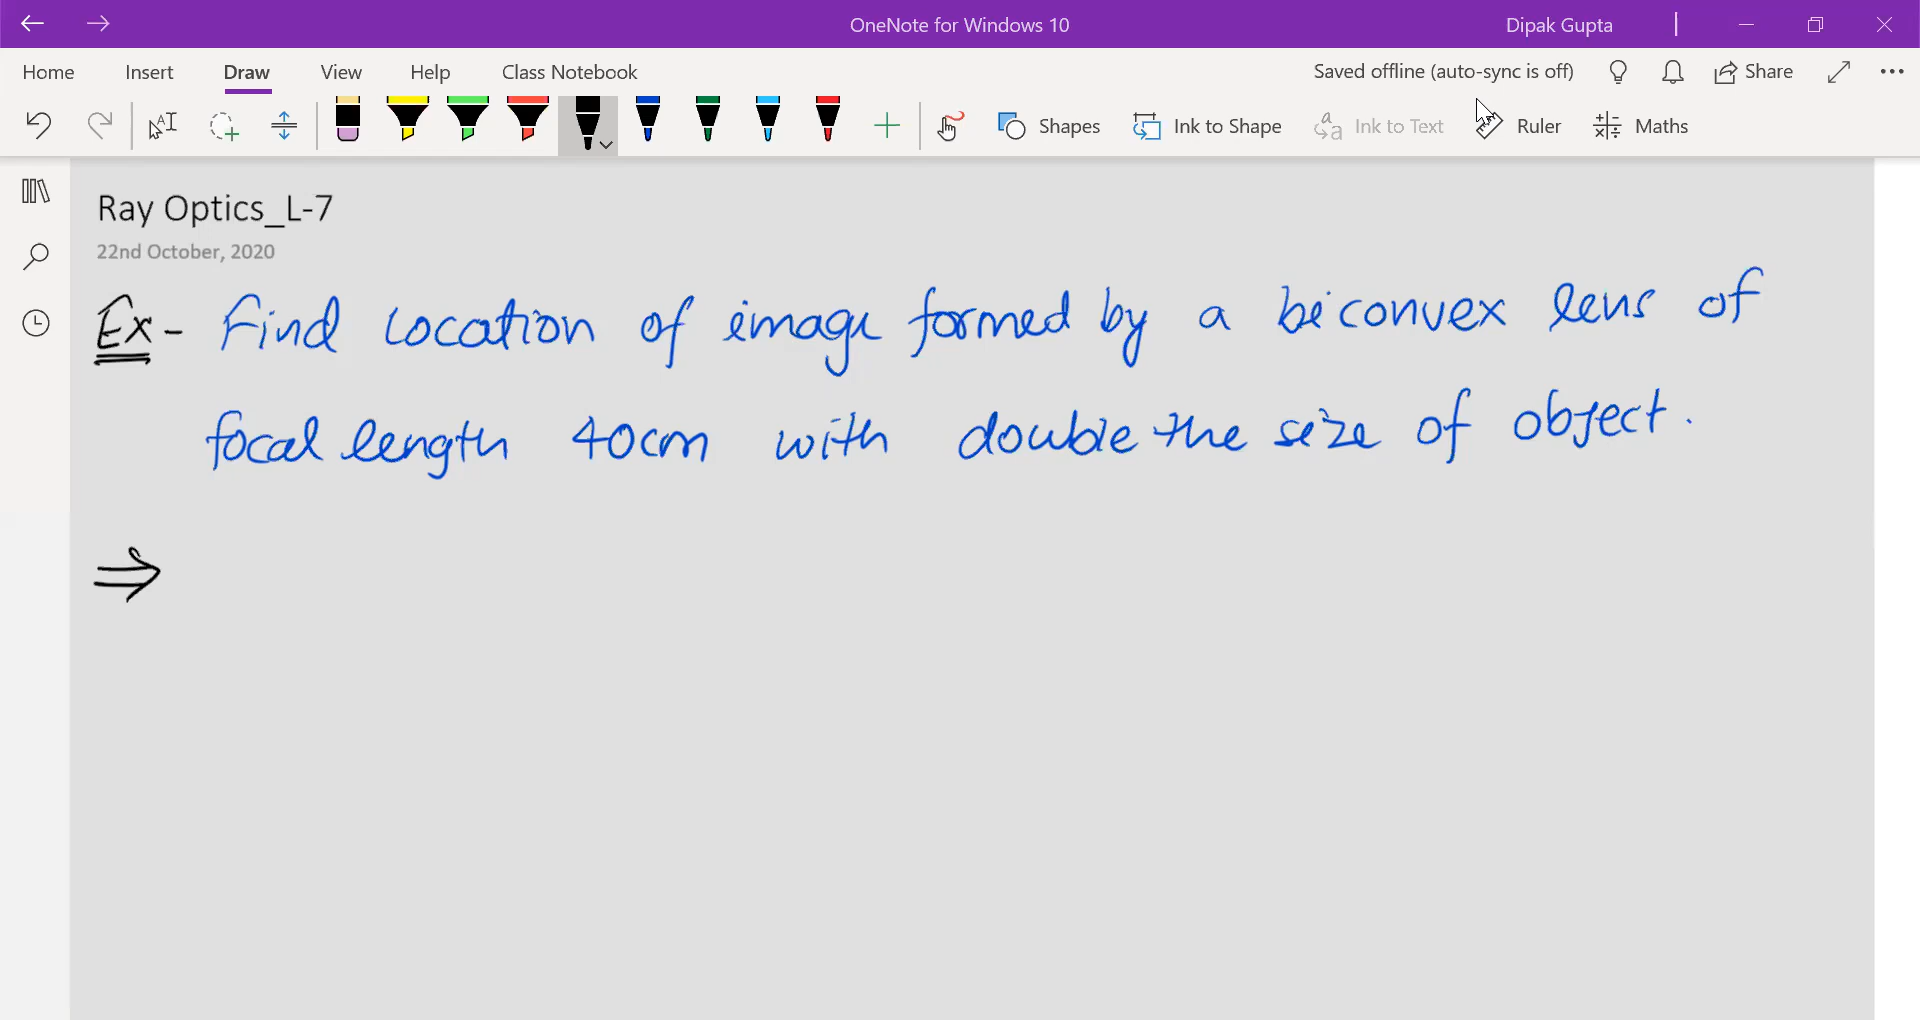 OneNote for Windows 10
Dipak Gupta
Home Insert Draw View Help Class Notebook
Saved offline (auto-sync is off) Share
Shapes Ink to Shape Ink to Text Ruler Maths
Ray Optics_L-7
22nd October, 2020
Ex - Find Location of image formed by a biconvex lens of
focal length 40cm with double the size of object.
⇒